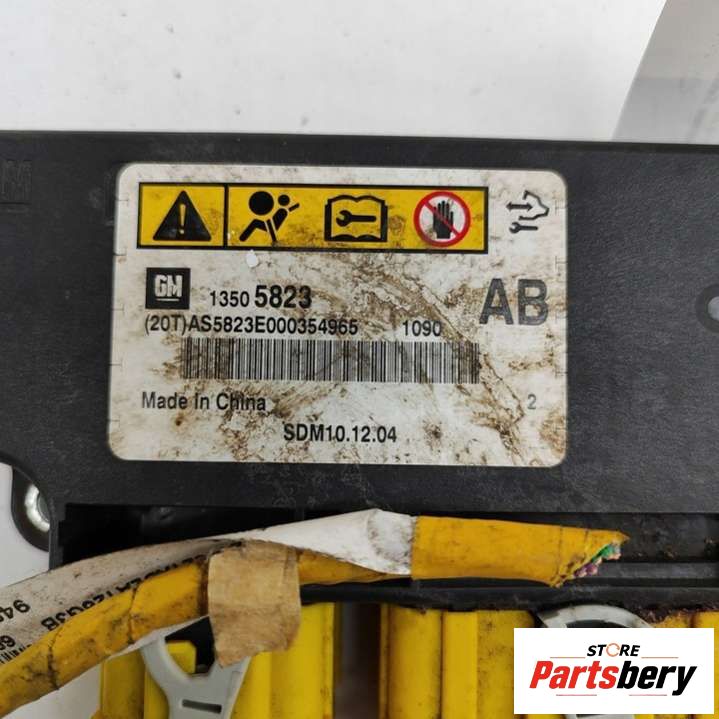 GM 1350 5823 AB
(20T)AS5823E000354965 1090
Made In China 2
SDM10.12.04
STORE
Partsbery